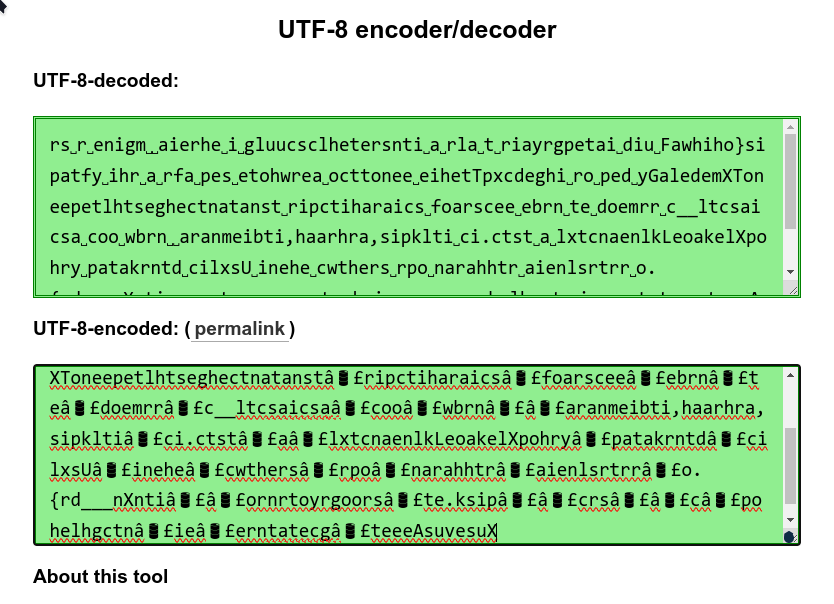 UTF-8 encoder/decoder
UTF-8-decoded:
rs␣r␣enigm␣␣aierhe␣i␣gluucsclhetersnti␣a␣rla␣t␣riayrgpetai␣diu␣Fawhiho}si
patfy␣ihr␣a␣rfa␣pes␣etohwrea␣octtonee␣eihetTpxcdeghi␣ro␣ped␣yGaledemXTon
eepetlhtseghectnatanst␣ripctiharaics␣foarscee␣ebrn␣te␣doemrr␣c__ltcsai
csa␣coo␣wbrn␣␣aranmeibti,haarhra,sipklti␣ci.ctst␣a␣lxtcnaenlkLeoakelXpo
hry␣patakrntd␣cilxsU␣inehe␣cwthers␣rpo␣narahhtr␣aienlsrtrr␣o.
UTF-8-encoded: (permalink)
XToneepetlhtseghectnatanstâ£ripctiharaicsâ£foarsceeâ£ebrnâ£t
eâ£doemrrâ£c__ltcsaicsaâ£cooâ£wbrnâ£â£aranmeibti,haarhra,
sipkltiâ£ci.ctstâ£aâ£lxtcnaenlkLeoakelXpohryâ£patakrntdâ£ci
lxsUâ£ineheâ£cwthersâ£rpoâ£narahhtrâ£aienlsrtrrâ£o.
{rd___nXntiâ£â£ornrtoyrgoorsâ£te.ksipâ£â£crsâ£â£câ£po
helhgctnâ£ieâ£erntatecgâ£teeeAsuvesuX
About this tool